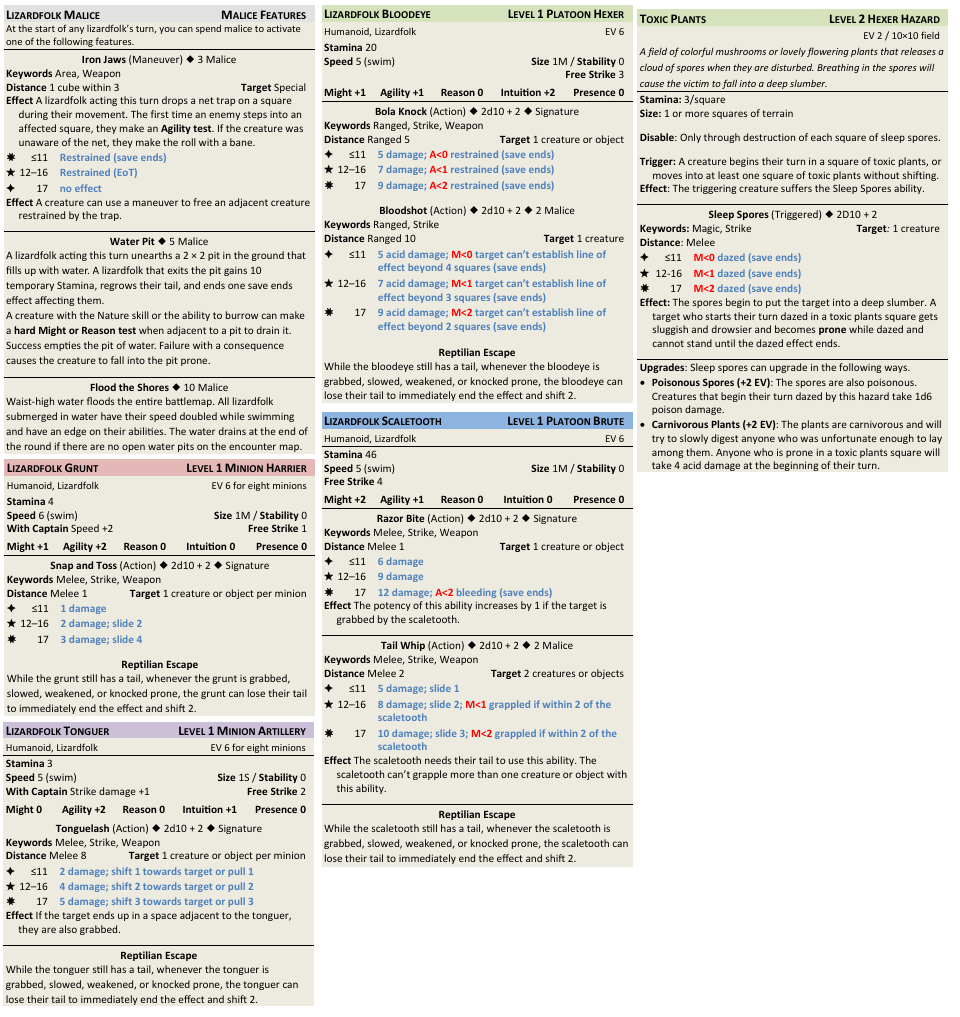 LIZARDFOLK MALICE MALICE FEATURES
At the start of any lizardfolk's turn, you can spend malice to activate
one of the following features.
Iron Jaws (Maneuver) ◆ 3 Malice
Keywords Area, Weapon
Distance 1 cube within 3 Target Special
Effect A lizardfolk acting this turn drops a net trap on a square
during their movement. The first time an enemy steps into an
affected square, they make an Agility test. If the creature was
unaware of the net, they make the roll with a bane.
✦ ≤11 Restrained (save ends)
★ 12–16 Restrained (EoT)
✦ 17 no effect
Effect A creature can use a maneuver to free an adjacent creature
restrained by the trap.
Water Pit ◆ 5 Malice
A lizardfolk acting this turn unearths a 2 × 2 pit in the ground that
fills up with water. A lizardfolk that exits the pit gains 10
temporary Stamina, regrows their tail, and ends one save ends
effect affecting them.
A creature with the Nature skill or the ability to burrow can make
a hard Might or Reason test when adjacent to a pit to drain it.
Success empties the pit of water. Failure with a consequence
causes the creature to fall into the pit prone.
Flood the Shores ◆ 10 Malice
Waist-high water floods the entire battlemap. All lizardfolk
submerged in water have their speed doubled while swimming
and have an edge on their abilities. The water drains at the end of
the round if there are no open water pits on the encounter map.
LIZARDFOLK GRUNT LEVEL 1 MINION HARRIER
Humanoid, Lizardfolk EV 6 for eight minions
Stamina 4
Speed 6 (swim) Size 1M / Stability 0
With Captain Speed +2 Free Strike 1
Might +1 Agility +2 Reason 0 Intuition 0 Presence 0
Snap and Toss (Action) ◆ 2d10 + 2 ◆ Signature
Keywords Melee, Strike, Weapon
Distance Melee 1 Target 1 creature or object per minion
✦ ≤11 1 damage
★ 12–16 2 damage; slide 2
✸ 17 3 damage; slide 4
Reptilian Escape
While the grunt still has a tail, whenever the grunt is grabbed,
slowed, weakened, or knocked prone, the grunt can lose their tail
to immediately end the effect and shift 2.
LIZARDFOLK TONGUER LEVEL 1 MINION ARTILLERY
Humanoid, Lizardfolk EV 6 for eight minions
Stamina 3
Speed 5 (swim) Size 1S / Stability 0
With Captain Strike damage +1 Free Strike 2
Might 0 Agility +2 Reason 0 Intuition +1 Presence 0
Tonguelash (Action) ◆ 2d10 + 2 ◆ Signature
Keywords Melee, Strike, Weapon
Distance Melee 8 Target 1 creature or object per minion
✦ ≤11 2 damage; shift 1 towards target or pull 1
★ 12–16 4 damage; shift 2 towards target or pull 2
✸ 17 5 damage; shift 3 towards target or pull 3
Effect If the target ends up in a space adjacent to the tonguer,
they are also grabbed.
Reptilian Escape
While the tonguer still has a tail, whenever the tonguer is
grabbed, slowed, weakened, or knocked prone, the tonguer can
lose their tail to immediately end the effect and shift 2.
LIZARDFOLK BLOODEYE LEVEL 1 PLATOON HEXER
Humanoid, Lizardfolk EV 6
Stamina 20
Speed 5 (swim) Size 1M / Stability 0
Free Strike 3
Might +1 Agility +1 Reason 0 Intuition +2 Presence 0
Bola Knock (Action) ◆ 2d10 + 2 ◆ Signature
Keywords Ranged, Strike, Weapon
Distance Ranged 5 Target 1 creature or object
✦ ≤11 5 damage; A<0 restrained (save ends)
★ 12–16 7 damage; A<1 restrained (save ends)
✸ 17 9 damage; A<2 restrained (save ends)
Bloodshot (Action) ◆ 2d10 + 2 ◆ 2 Malice
Keywords Ranged, Strike
Distance Ranged 10 Target 1 creature
✦ ≤11 5 acid damage; M<0 target can't establish line of
effect beyond 4 squares (save ends)
★ 12–16 7 acid damage; M<1 target can't establish line of
effect beyond 3 squares (save ends)
✸ 17 9 acid damage; M<2 target can't establish line of
effect beyond 2 squares (save ends)
Reptilian Escape
While the bloodeye still has a tail, whenever the bloodeye is
grabbed, slowed, weakened, or knocked prone, the bloodeye can
lose their tail to immediately end the effect and shift 2.
LIZARDFOLK SCALETOOTH LEVEL 1 PLATOON BRUTE
Humanoid, Lizardfolk EV 6
Stamina 46
Speed 5 (swim) Size 1M / Stability 0
Free Strike 4
Might +2 Agility +1 Reason 0 Intuition 0 Presence 0
Razor Bite (Action) ◆ 2d10 + 2 ◆ Signature
Keywords Melee, Strike, Weapon
Distance Melee 1 Target 1 creature or object
✦ ≤11 6 damage
★ 12–16 9 damage
✸ 17 12 damage; A<2 bleeding (save ends)
Effect The potency of this ability increases by 1 if the target is
grabbed by the scaletooth.
Tail Whip (Action) ◆ 2d10 + 2 ◆ 2 Malice
Keywords Melee, Strike, Weapon
Distance Melee 2 Target 2 creatures or objects
✦ ≤11 5 damage; slide 1
★ 12–16 8 damage; slide 2; M<1 grappled if within 2 of the
scaletooth
✸ 17 10 damage; slide 3; M<2 grappled if within 2 of the
scaletooth
Effect The scaletooth needs their tail to use this ability. The
scaletooth can't grapple more than one creature or object with
this ability.
Reptilian Escape
While the scaletooth still has a tail, whenever the scaletooth is
grabbed, slowed, weakened, or knocked prone, the scaletooth can
lose their tail to immediately end the effect and shift 2.
TOXIC PLANTS LEVEL 2 HEXER HAZARD
EV 2 / 10×10 field
A field of colorful mushrooms or lovely flowering plants that releases a
cloud of spores when they are disturbed. Breathing in the spores will
cause the victim to fall into a deep slumber.
Stamina: 3/square
Size: 1 or more squares of terrain
Disable: Only through destruction of each square of sleep spores.
Trigger: A creature begins their turn in a square of toxic plants, or
moves into at least one square of toxic plants without shifting.
Effect: The triggering creature suffers the Sleep Spores ability.
Sleep Spores (Triggered) ◆ 2D10 + 2
Keywords: Magic, Strike Target: 1 creature
Distance: Melee
✦ ≤11 M<0 dazed (save ends)
★ 12-16 M<1 dazed (save ends)
✸ 17 M<2 dazed (save ends)
Effect: The spores begin to put the target into a deep slumber. A
target who starts their turn dazed in a toxic plants square gets
sluggish and drowsier and becomes prone while dazed and
cannot stand until the dazed effect ends.
Upgrades: Sleep spores can upgrade in the following ways.
• Poisonous Spores (+2 EV): The spores are also poisonous.
Creatures that begin their turn dazed by this hazard take 1d6
poison damage.
• Carnivorous Plants (+2 EV): The plants are carnivorous and will
try to slowly digest anyone who was unfortunate enough to lay
among them. Anyone who is prone in a toxic plants square will
take 4 acid damage at the beginning of their turn.